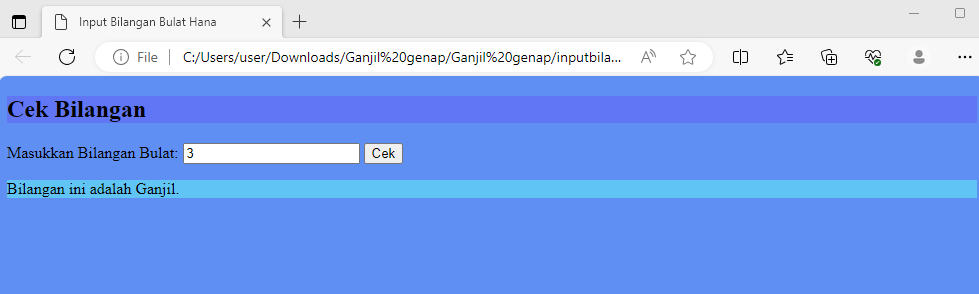 Input Bilangan Bulat Hana
File C:/Users/user/Downloads/Ganjil%20genap/Ganjil%20genap/inputbila...
Cek Bilangan
Masukkan Bilangan Bulat: 3 Cek
Bilangan ini adalah Ganjil.